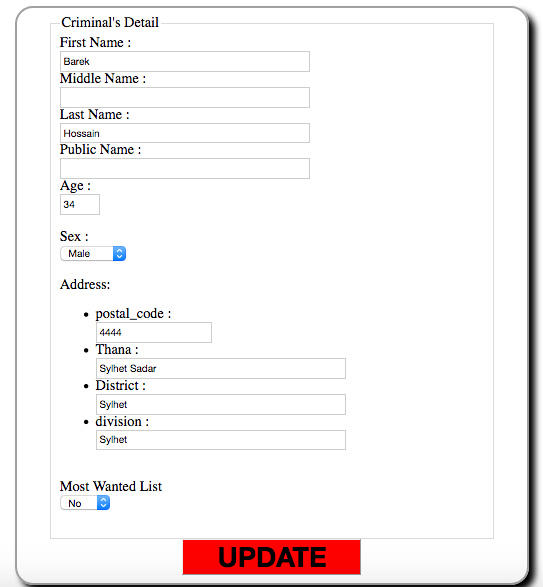 Criminal's Detail
First Name :
Barek
Middle Name :
Last Name :
Hossain
Public Name :
Age :
34
Sex :
Male
Address:
• postal_code :
4444
• Thana :
Sylhet Sadar
• District :
Sylhet
• division :
Sylhet
Most Wanted List
No
UPDATE